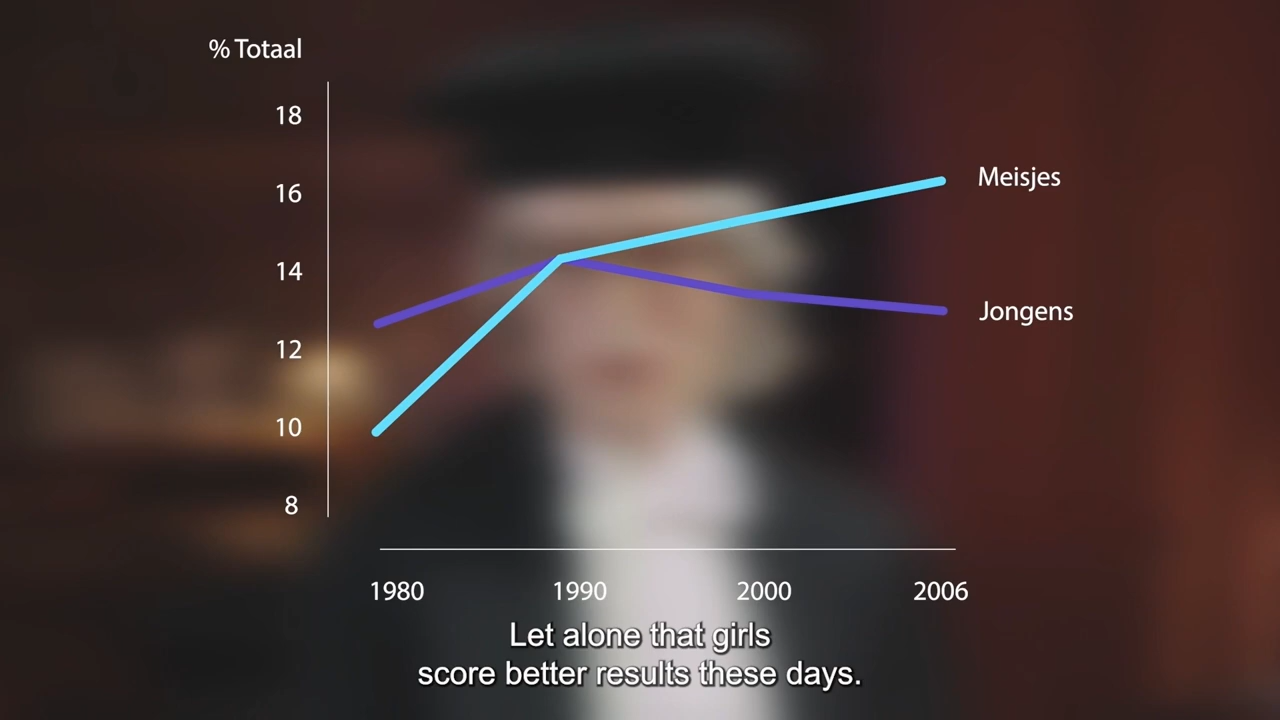 % Totaal
18
16
14
12
10
8
Meisjes
Jongens
1980 1990 2000 2006
Let alone that girls
score better results these days.